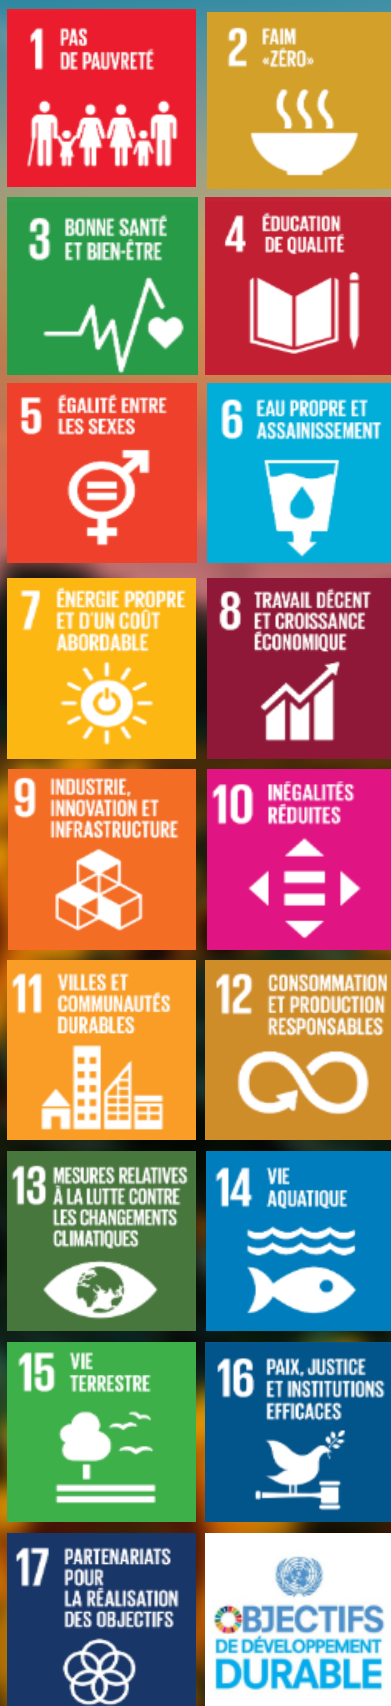 1 PAS
DE PAUVRETÉ
2 FAIM
«ZÉRO»
3 BONNE SANTÉ
ET BIEN-ÊTRE
4 ÉDUCATION
DE QUALITÉ
5 ÉGALITÉ ENTRE
LES SEXES
6 EAU PROPRE ET
ASSAINISSEMENT
7 ÉNERGIE PROPRE
ET D'UN COÛT
ABORDABLE
8 TRAVAIL DÉCENT
ET CROISSANCE
ÉCONOMIQUE
9 INDUSTRIE,
INNOVATION ET
INFRASTRUCTURE
10 INÉGALITÉS
RÉDUITES
11 VILLES ET
COMMUNAUTÉS
DURABLES
12 CONSOMMATION
ET PRODUCTION
RESPONSABLES
13 MESURES RELATIVES
À LA LUTTE CONTRE
LES CHANGEMENTS
CLIMATIQUES
14 VIE
AQUATIQUE
15 VIE
TERRESTRE
16 PAIX, JUSTICE
ET INSTITUTIONS
EFFICACES
17 PARTENARIATS
POUR
LA RÉALISATION
DES OBJECTIFS
OBJECTIFS
DE DÉVELOPPEMENT
DURABLE